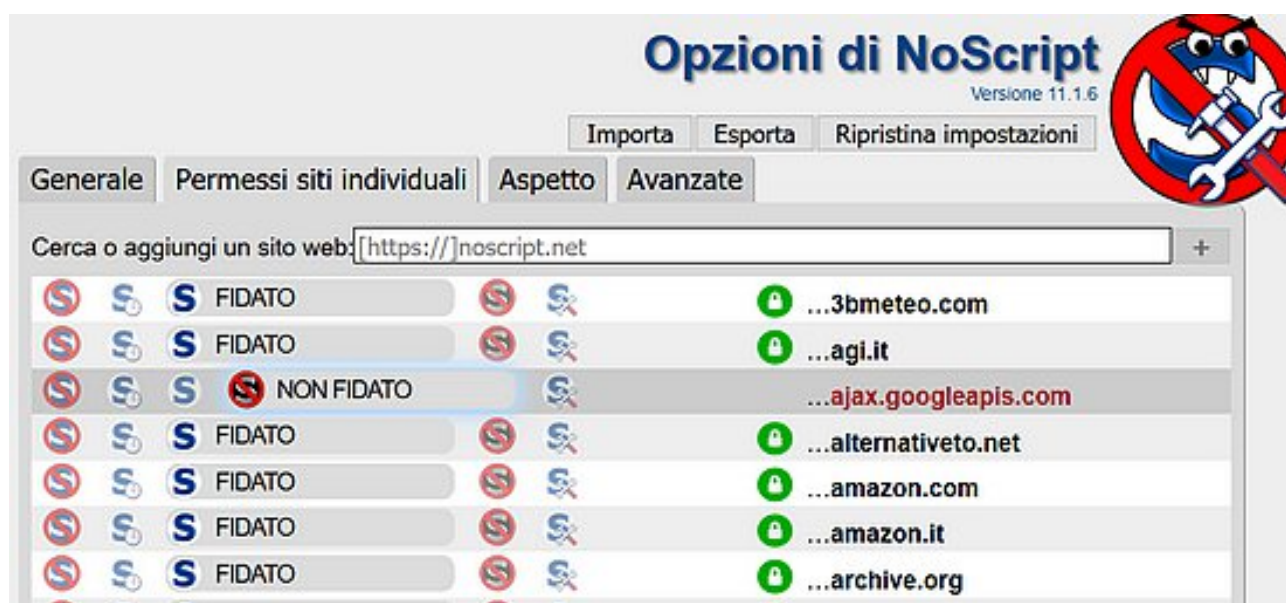 Opzioni di NoScript
Versione 11.1.6
Importa Esporta Ripristina impostazioni
Generale Permessi siti individuali Aspetto Avanzate
Cerca o aggiungi un sito web: [https://]noscript.net +
FIDATO ...3bmeteo.com
FIDATO ...agi.it
NON FIDATO ...ajax.googleapis.com
FIDATO ...alternativeto.net
FIDATO ...amazon.com
FIDATO ...amazon.it
FIDATO ...archive.org